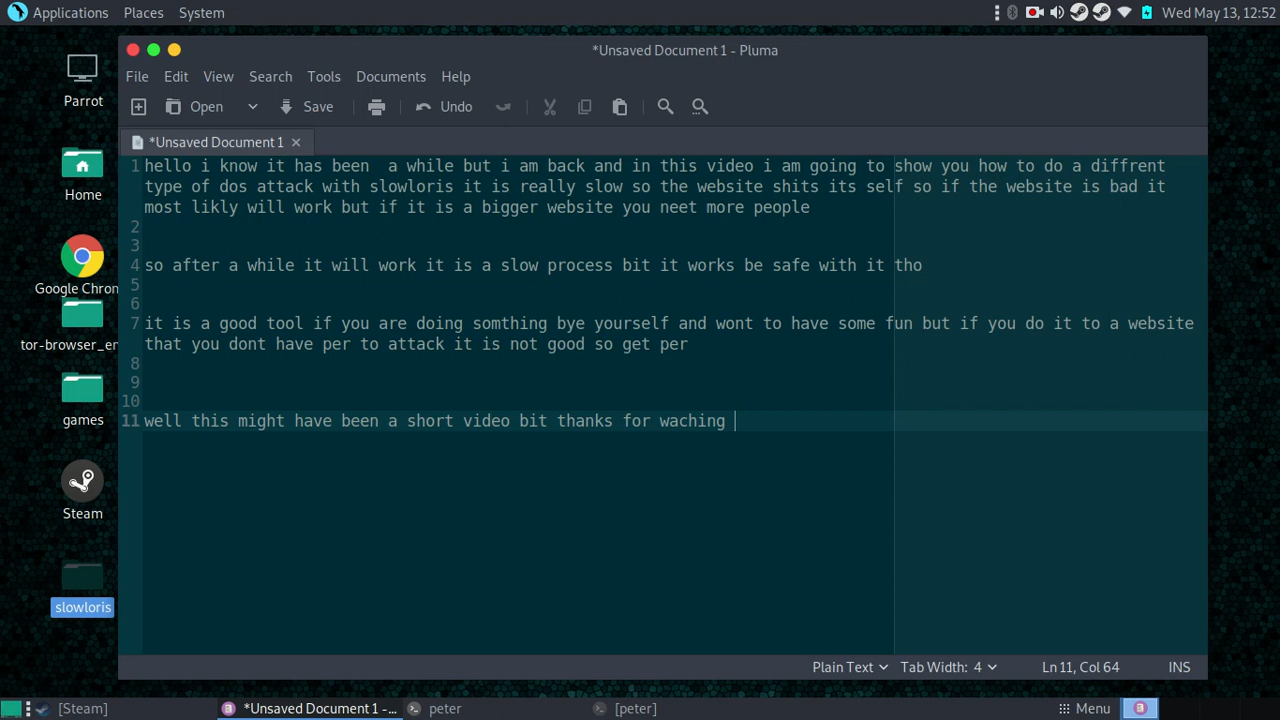 Applications Places System Wed May 13, 12:52
*Unsaved Document 1 - Pluma
Parrot
File Edit View Search Tools Documents Help
Open Save Undo
*Unsaved Document 1
1 hello i know it has been  a while but i am back and in this video i am going to show you how to do a diffrent
type of dos attack with slowloris it is really slow so the website shits its self so if the website is bad it
most likly will work but if it is a bigger website you neet more people
2
3
4 so after a while it will work it is a slow process bit it works be safe with it tho
5
6
7 it is a good tool if you are doing somthing bye yourself and wont to have some fun but if you do it to a website
that you dont have per to attack it is not good so get per
8
9
10
11 well this might have been a short video bit thanks for waching
Home
Google Chron
tor-browser_en
games
Steam
slowloris
Plain Text Tab Width: 4 Ln 11, Col 64 INS
[Steam] *Unsaved Document 1 -... peter [peter] Menu